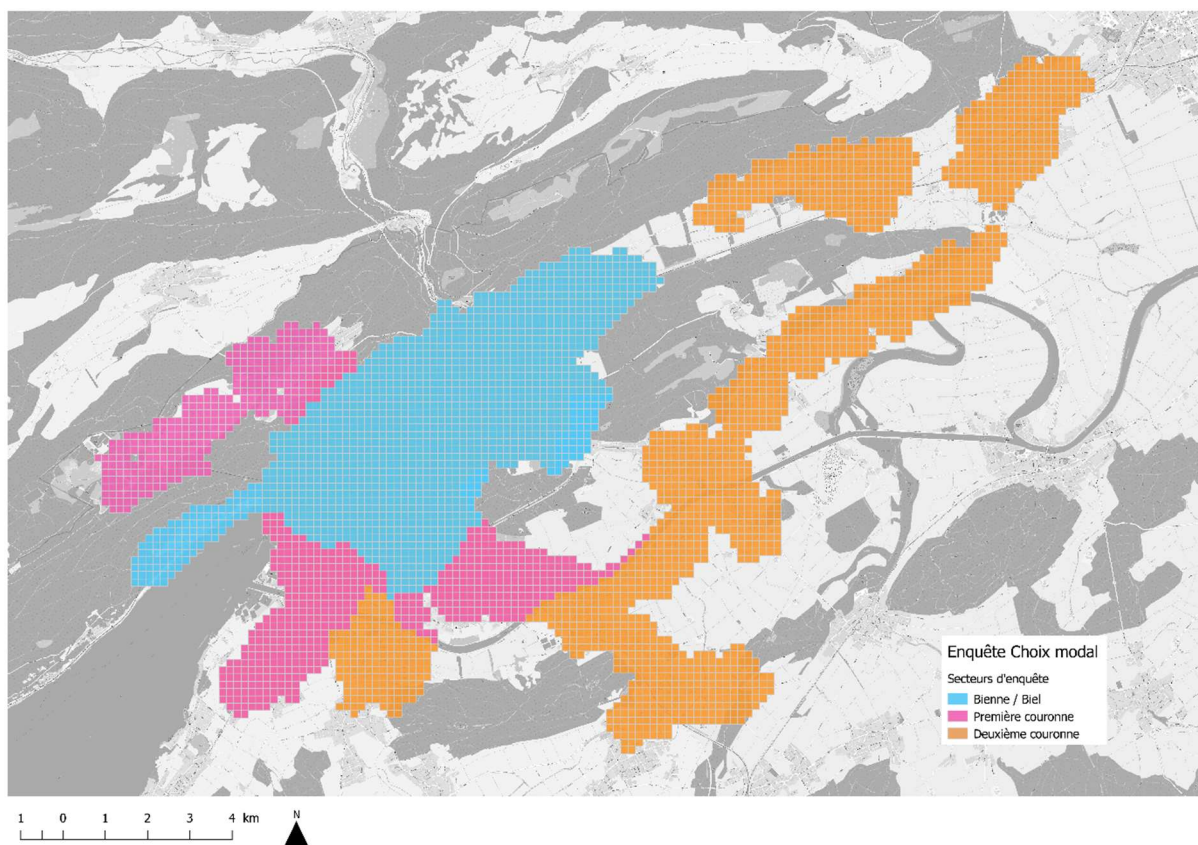 Enquête Choix modal
Secteurs d'enquête
Bienne / Biel
Première couronne
Deuxième couronne
1 0 1 2 3 4 km
N